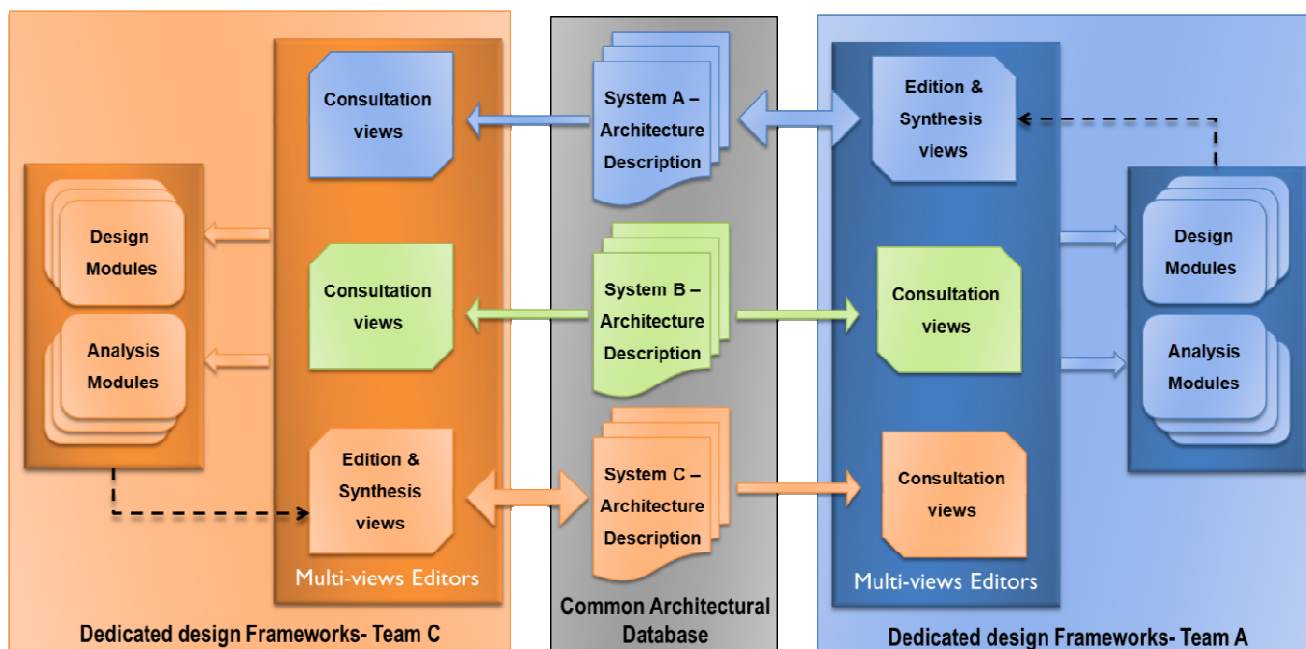 Consultation
views
Design
Modules
Analysis
Modules
Consultation
views
Edition &
Synthesis
views
Multi-views Editors
Dedicated design Frameworks- Team C
System A –
Architecture
Description
System B –
Architecture
Description
System C –
Architecture
Description
Common Architectural
Database
Edition &
Synthesis
views
Consultation
views
Consultation
views
Multi-views Editors
Design
Modules
Analysis
Modules
Dedicated design Frameworks- Team A